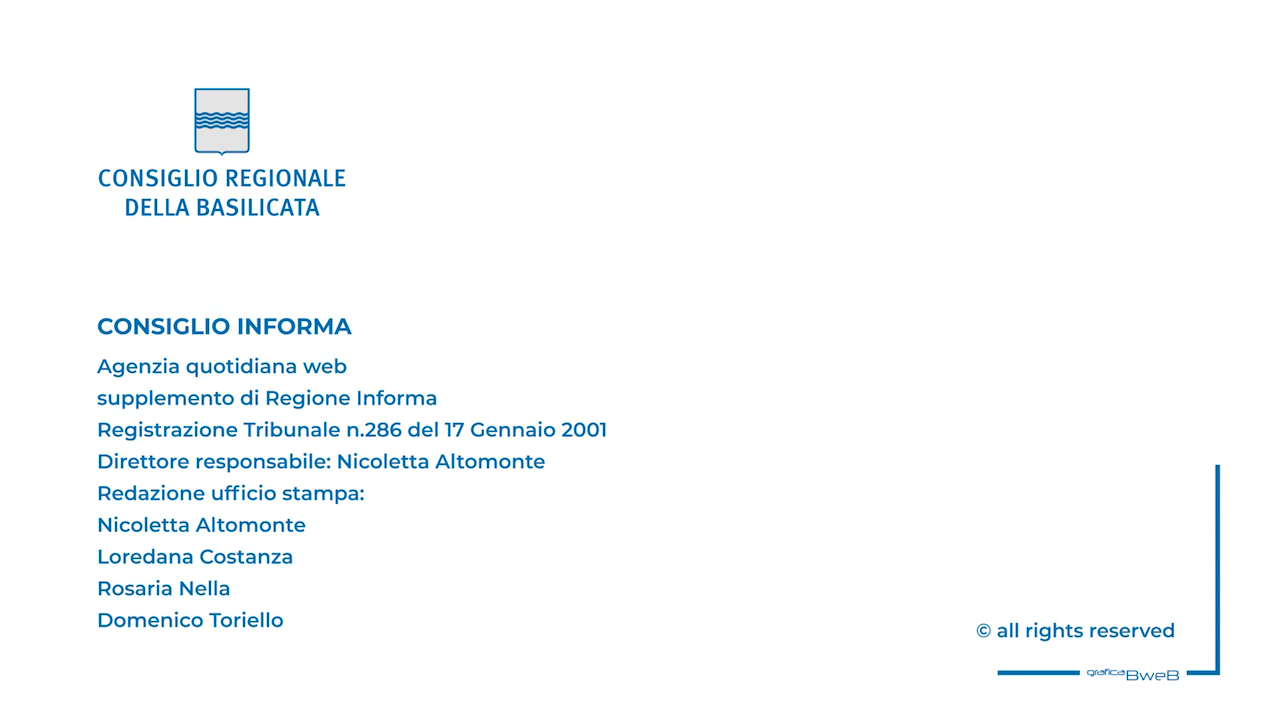 CONSIGLIO REGIONALE
DELLA BASILICATA
CONSIGLIO INFORMA
Agenzia quotidiana web
supplemento di Regione Informa
Registrazione Tribunale n.286 del 17 Gennaio 2001
Direttore responsabile: Nicoletta Altomonte
Redazione ufficio stampa:
Nicoletta Altomonte
Loredana Costanza
Rosaria Nella
Domenico Toriello
© all rights reserved
grafica BweB